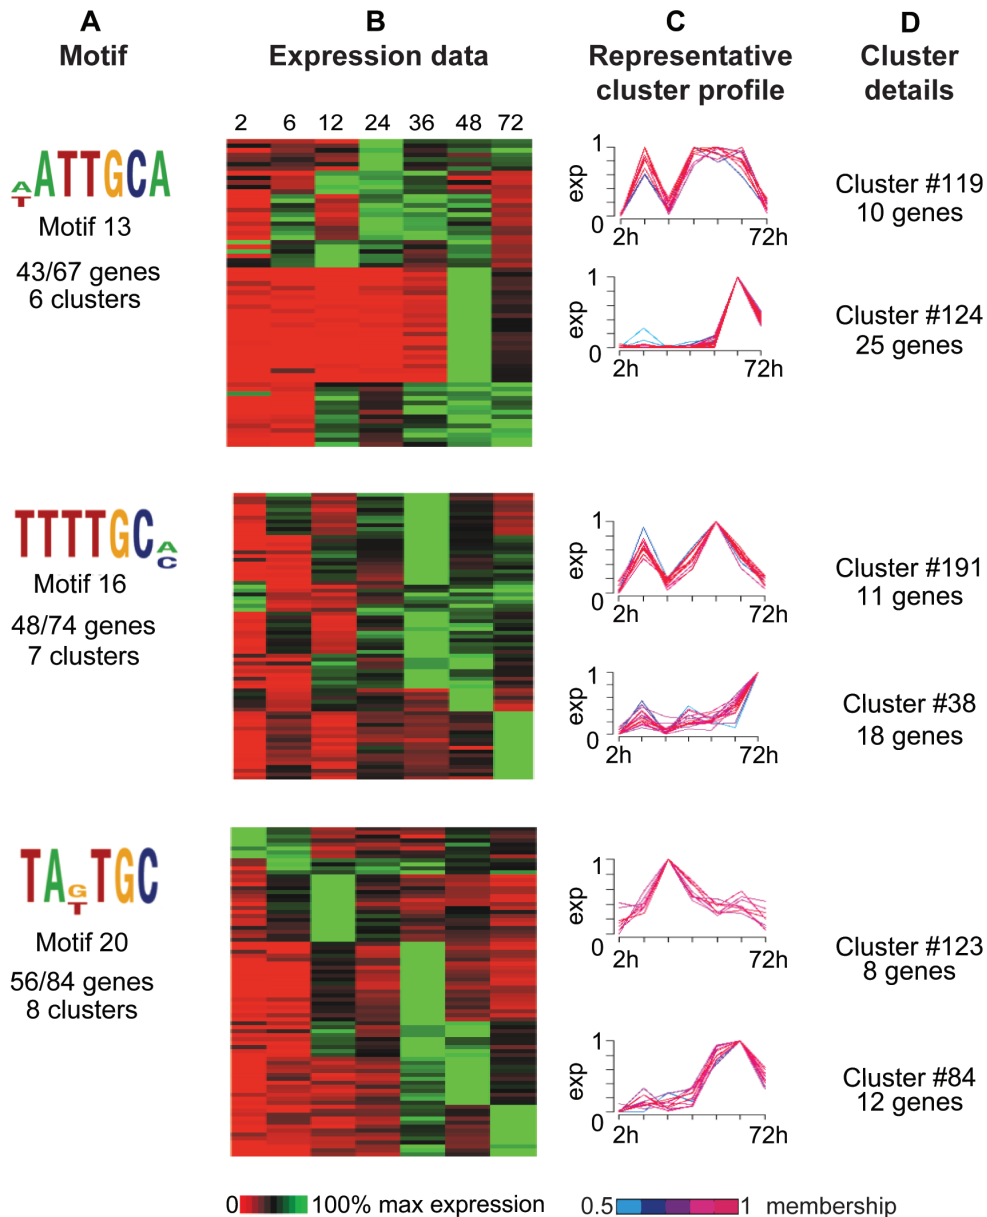 A B C D
Motif Expression data Representative cluster profile Cluster details
2 6 12 24 36 48 72
A
T ATTGCA
Motif 13
43/67 genes
6 clusters
exp
1
0
2h 72h
Cluster #119
10 genes
exp
1
0
2h 72h
Cluster #124
25 genes
TTTTGC A
C
Motif 16
48/74 genes
7 clusters
exp
1
0
2h 72h
Cluster #191
11 genes
exp
1
0
2h 72h
Cluster #38
18 genes
TA G
T TGC
Motif 20
56/84 genes
8 clusters
exp
1
0
2h 72h
Cluster #123
8 genes
exp
1
0
2h 72h
Cluster #84
12 genes
0 100% max expression
0.5 1 membership